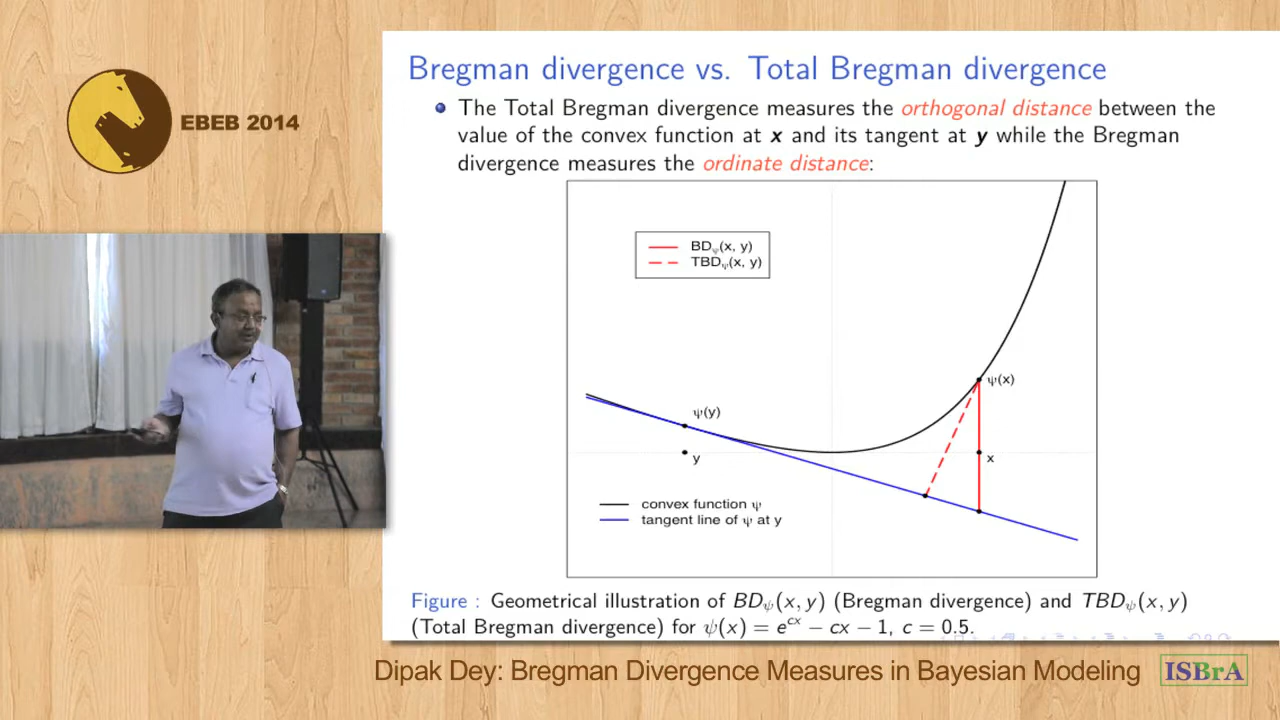 EBEB 2014
Bregman divergence vs. Total Bregman divergence
The Total Bregman divergence measures the orthogonal distance between the
value of the convex function at x and its tangent at y while the Bregman
divergence measures the ordinate distance:
BDψ(x, y)
TBDψ(x, y)
ψ(x)
ψ(y)
y
x
convex function ψ
tangent line of ψ at y
Figure : Geometrical illustration of BDψ(x, y) (Bregman divergence) and TBDψ(x, y)
(Total Bregman divergence) for ψ(x) = e^cx − cx − 1, c = 0.5.
Dipak Dey: Bregman Divergence Measures in Bayesian Modeling
ISBrA